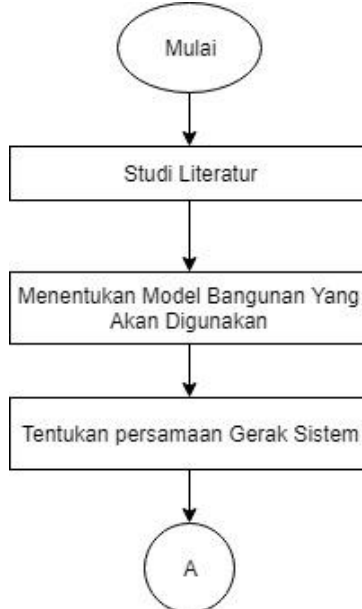 Mulai
Studi Literatur
Menentukan Model Bangunan Yang
Akan Digunakan
Tentukan persamaan Gerak Sistem
A